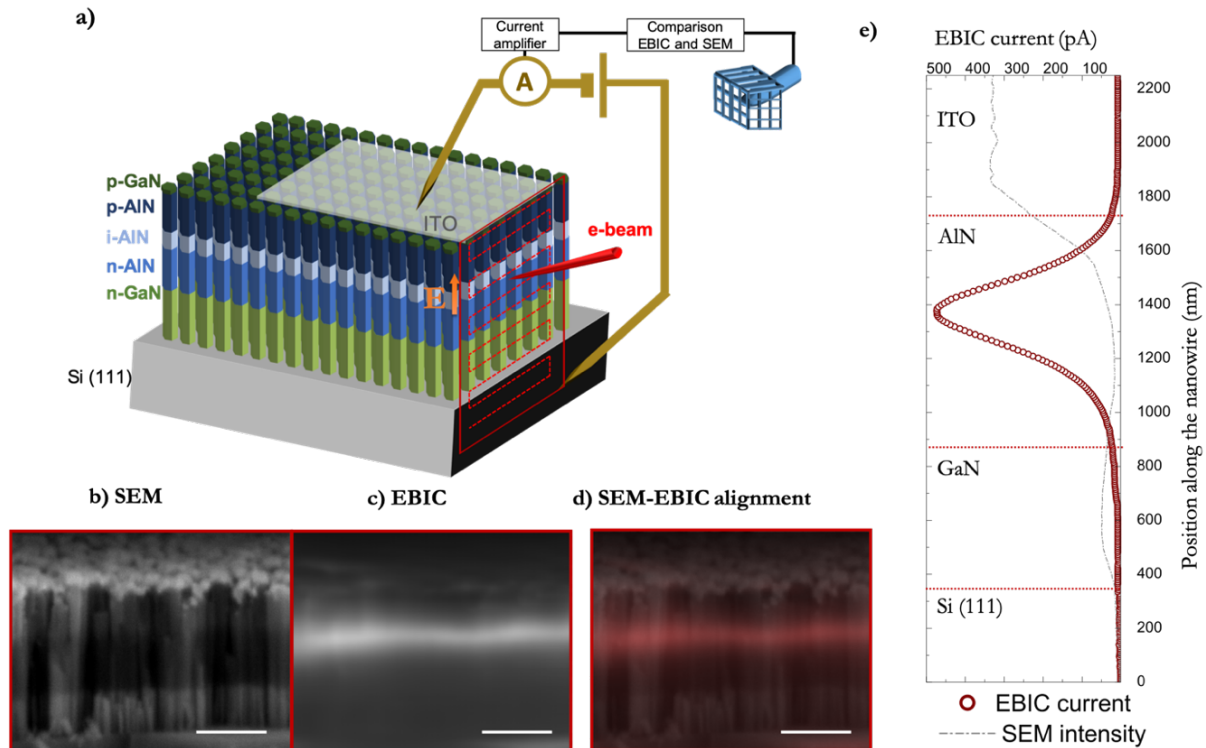 a)
Current
amplifier
Comparison
EBIC and SEM
A
p-GaN
p-AlN
i-AlN
n-AlN
n-GaN
ITO
e-beam
E
Si (111)
b) SEM
c) EBIC
d) SEM-EBIC alignment
e)
EBIC current (pA)
500 400 300 200 100
ITO
AlN
GaN
Si (111)
2200
2000
1800
1600
1400
1200
1000
800
600
400
200
0
Position along the nanowire (nm)
EBIC current
SEM intensity